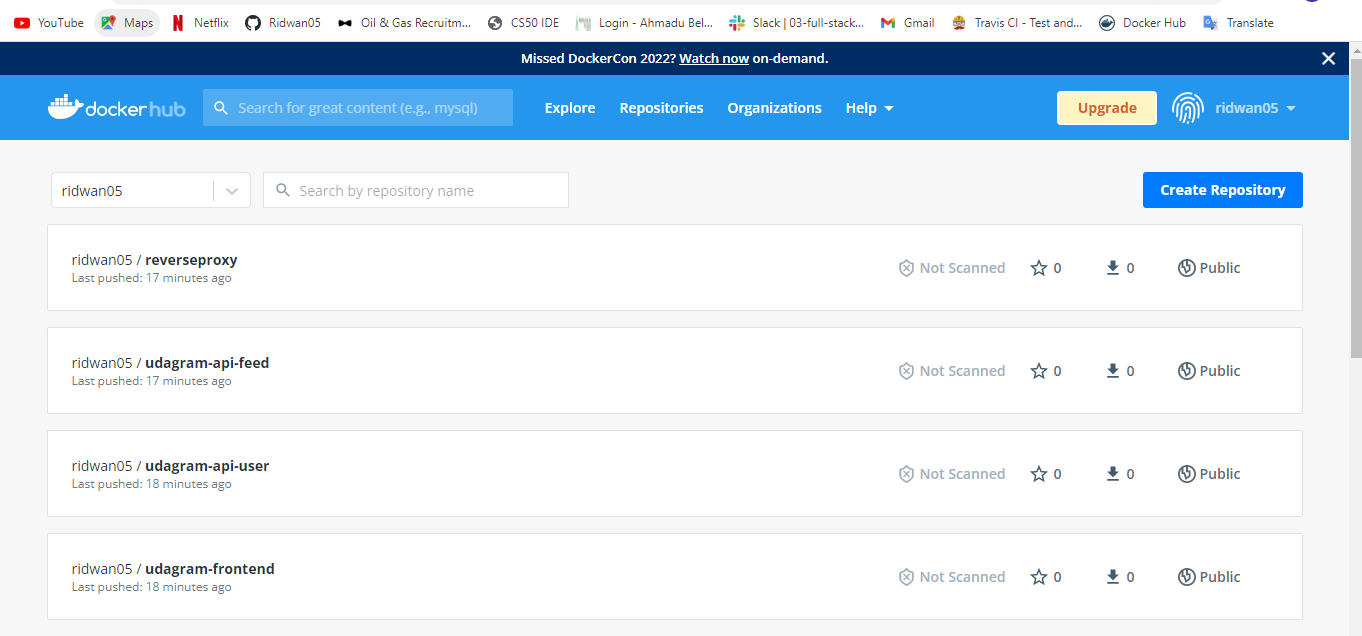 YouTube Maps Netflix Ridwan05 Oil & Gas Recruitm... CS50 IDE Login - Ahmadu Bel... Slack | 03-full-stack... Gmail Travis CI - Test and... Docker Hub Translate
Missed DockerCon 2022? Watch now on-demand.
dockerhub Search for great content (e.g., mysql) Explore Repositories Organizations Help Upgrade ridwan05
ridwan05 Search by repository name Create Repository
ridwan05 / reverseproxy Not Scanned 0 0 Public
Last pushed: 17 minutes ago
ridwan05 / udagram-api-feed Not Scanned 0 0 Public
Last pushed: 17 minutes ago
ridwan05 / udagram-api-user Not Scanned 0 0 Public
Last pushed: 18 minutes ago
ridwan05 / udagram-frontend Not Scanned 0 0 Public
Last pushed: 18 minutes ago